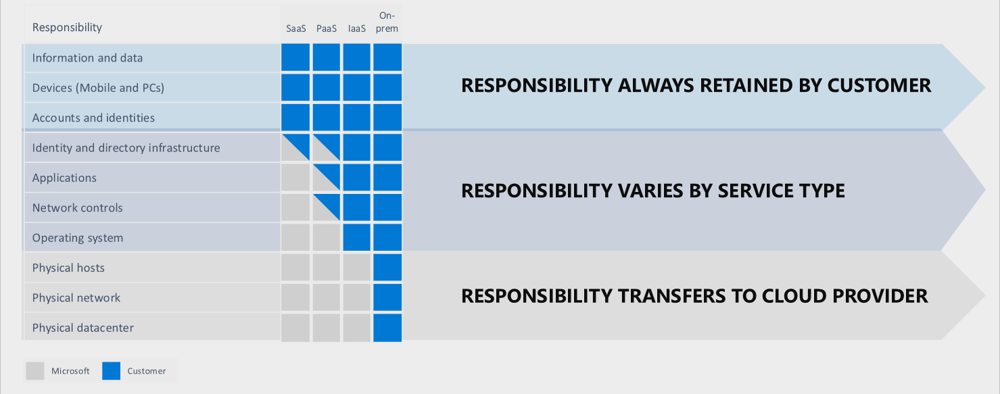 Responsibility
SaaS PaaS IaaS On-
prem
Information and data
Devices (Mobile and PCs)
Accounts and identities
RESPONSIBILITY ALWAYS RETAINED BY CUSTOMER
Identity and directory infrastructure
Applications
Network controls
Operating system
RESPONSIBILITY VARIES BY SERVICE TYPE
Physical hosts
Physical network
Physical datacenter
RESPONSIBILITY TRANSFERS TO CLOUD PROVIDER
Microsoft Customer